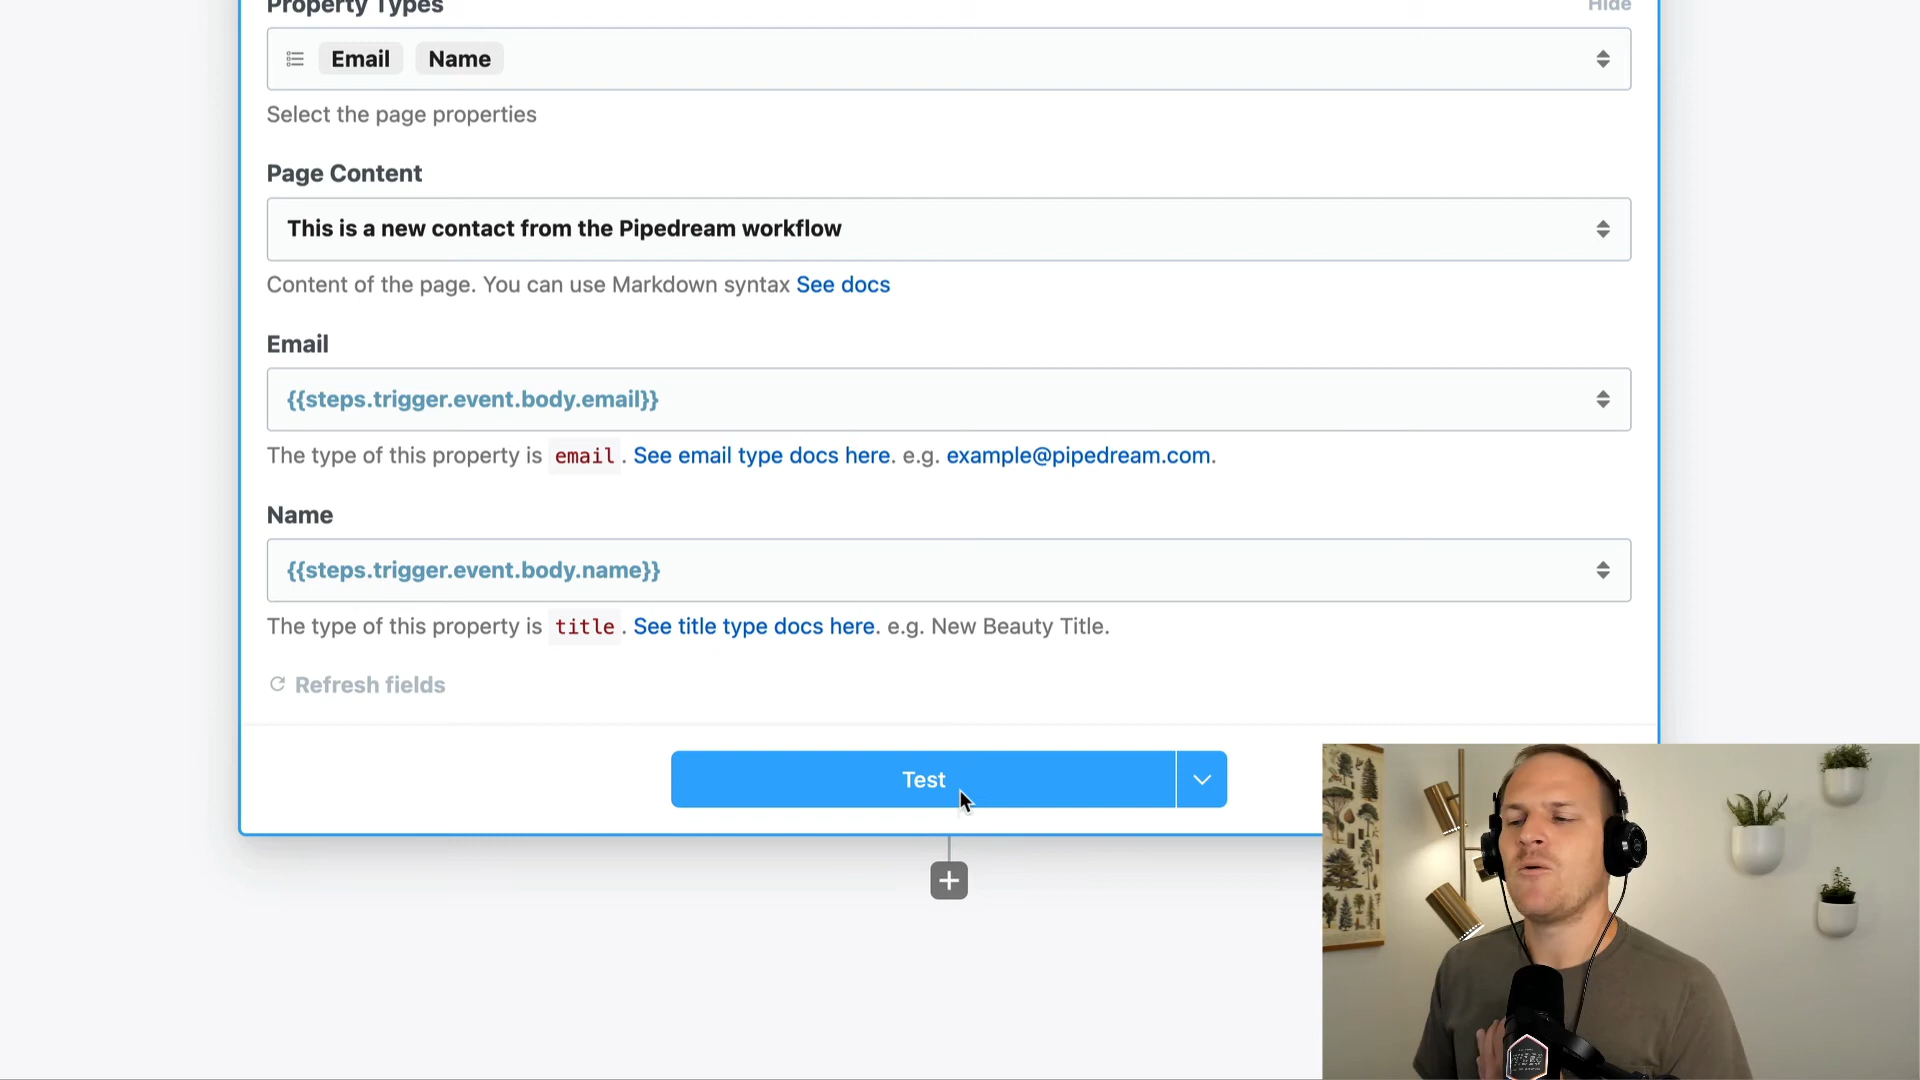 Property Types
Hide
Email Name
Select the page properties
Page Content
This is a new contact from the Pipedream workflow
Content of the page. You can use Markdown syntax See docs
Email
{{steps.trigger.event.body.email}}
The type of this property is email . See email type docs here. e.g. example@pipedream.com.
Name
{{steps.trigger.event.body.name}}
The type of this property is title . See title type docs here. e.g. New Beauty Title.
Refresh fields
Test